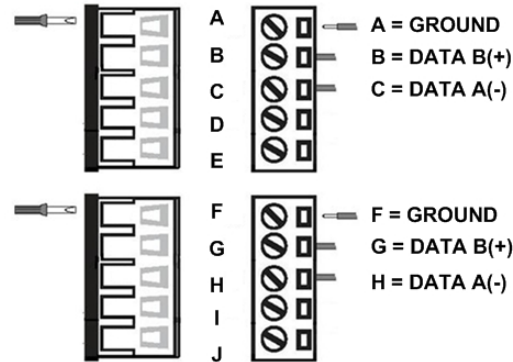 A
B
C
D
E
A = GROUND
B = DATA B(+)
C = DATA A(-)
F
G
H
I
J
F = GROUND
G = DATA B(+)
H = DATA A(-)